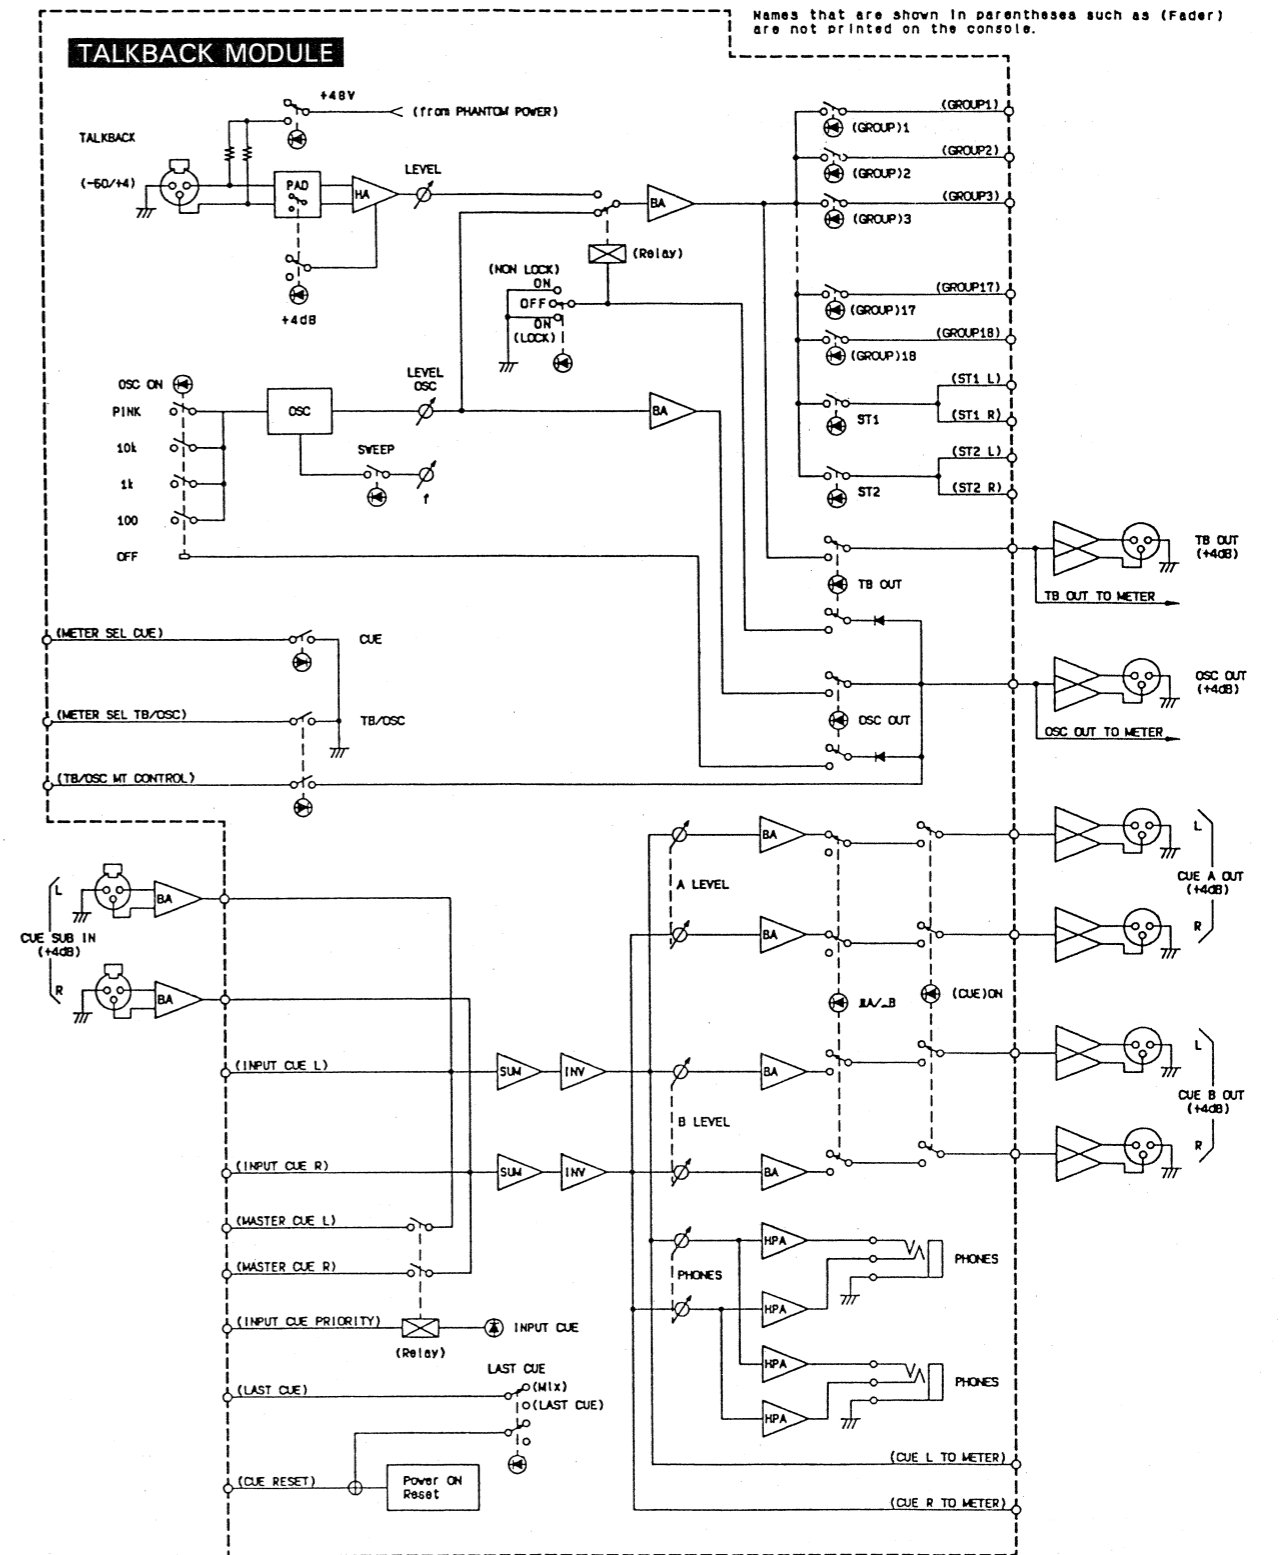 Names that are shown in parentheses such as (Fader)
are not printed on the console.
TALKBACK MODULE
+48V
(from PHANTOM POWER)
TALKBACK
(-60/+4)
PAD
HA
LEVEL
BA
(GROUP1)
(GROUP)1
(GROUP2)
(GROUP)2
(GROUP3)
(GROUP)3
(Relay)
(NON LOCK)
ON
OFF
ON
(LOCK)
+4dB
(GROUP17)
(GROUP)17
(GROUP18)
(GROUP)18
OSC ON
PINK
10k
1k
100
OFF
OSC
LEVEL
OSC
BA
SWEEP
f
(ST1 L)
ST1
(ST1 R)
(ST2 L)
ST2
(ST2 R)
TB OUT
TB OUT
(+4dB)
TB OUT TO METER
(METER SEL CUE)
CUE
(METER SEL TB/OSC)
TB/OSC
(TB/OSC MT CONTROL)
OSC OUT
OSC OUT
(+4dB)
OSC OUT TO METER
L
BA
CUE SUB IN
(+4dB)
R
BA
A LEVEL
BA
BA
L
CUE A OUT
(+4dB)
R
A/ B
(CUE)ON
(INPUT CUE L)
SUM
INV
BA
B LEVEL
(INPUT CUE R)
SUM
INV
BA
L
CUE B OUT
(+4dB)
R
(MASTER CUE L)
(MASTER CUE R)
(INPUT CUE PRIORITY)
(Relay)
INPUT CUE
PHONES
HPA
HPA
PHONES
HPA
HPA
PHONES
LAST CUE
(LAST CUE)
(Mix)
(LAST CUE)
(CUE RESET)
Power ON
Reset
(CUE L TO METER)
(CUE R TO METER)